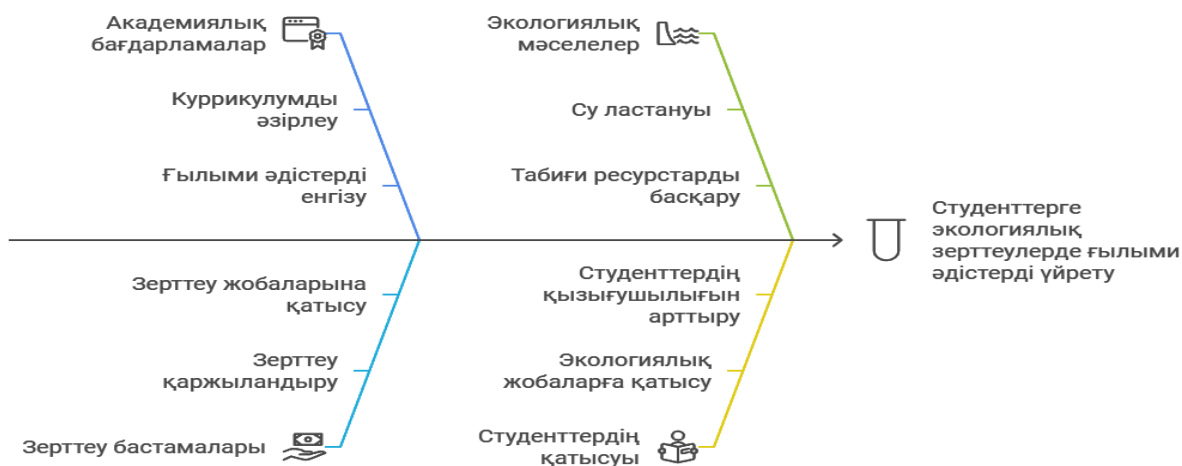 Академиялық
бағдарламалар
Куррикулумды
әзірлеу
Ғылыми әдістерді
енгізу
Экологиялық
мәселелер
Су ластануы
Табиғи ресурстарды
басқару
Студенттерге
экологиялық
зерттеулерде ғылыми
әдістерді үйрету
Зерттеу жобаларына
қатысу
Зерттеу
қаржыландыру
Зерттеу бастамалары
Студенттердің
қызығушылығын
арттыру
Экологиялық
жобаларға қатысу
Студенттердің
қатысуы